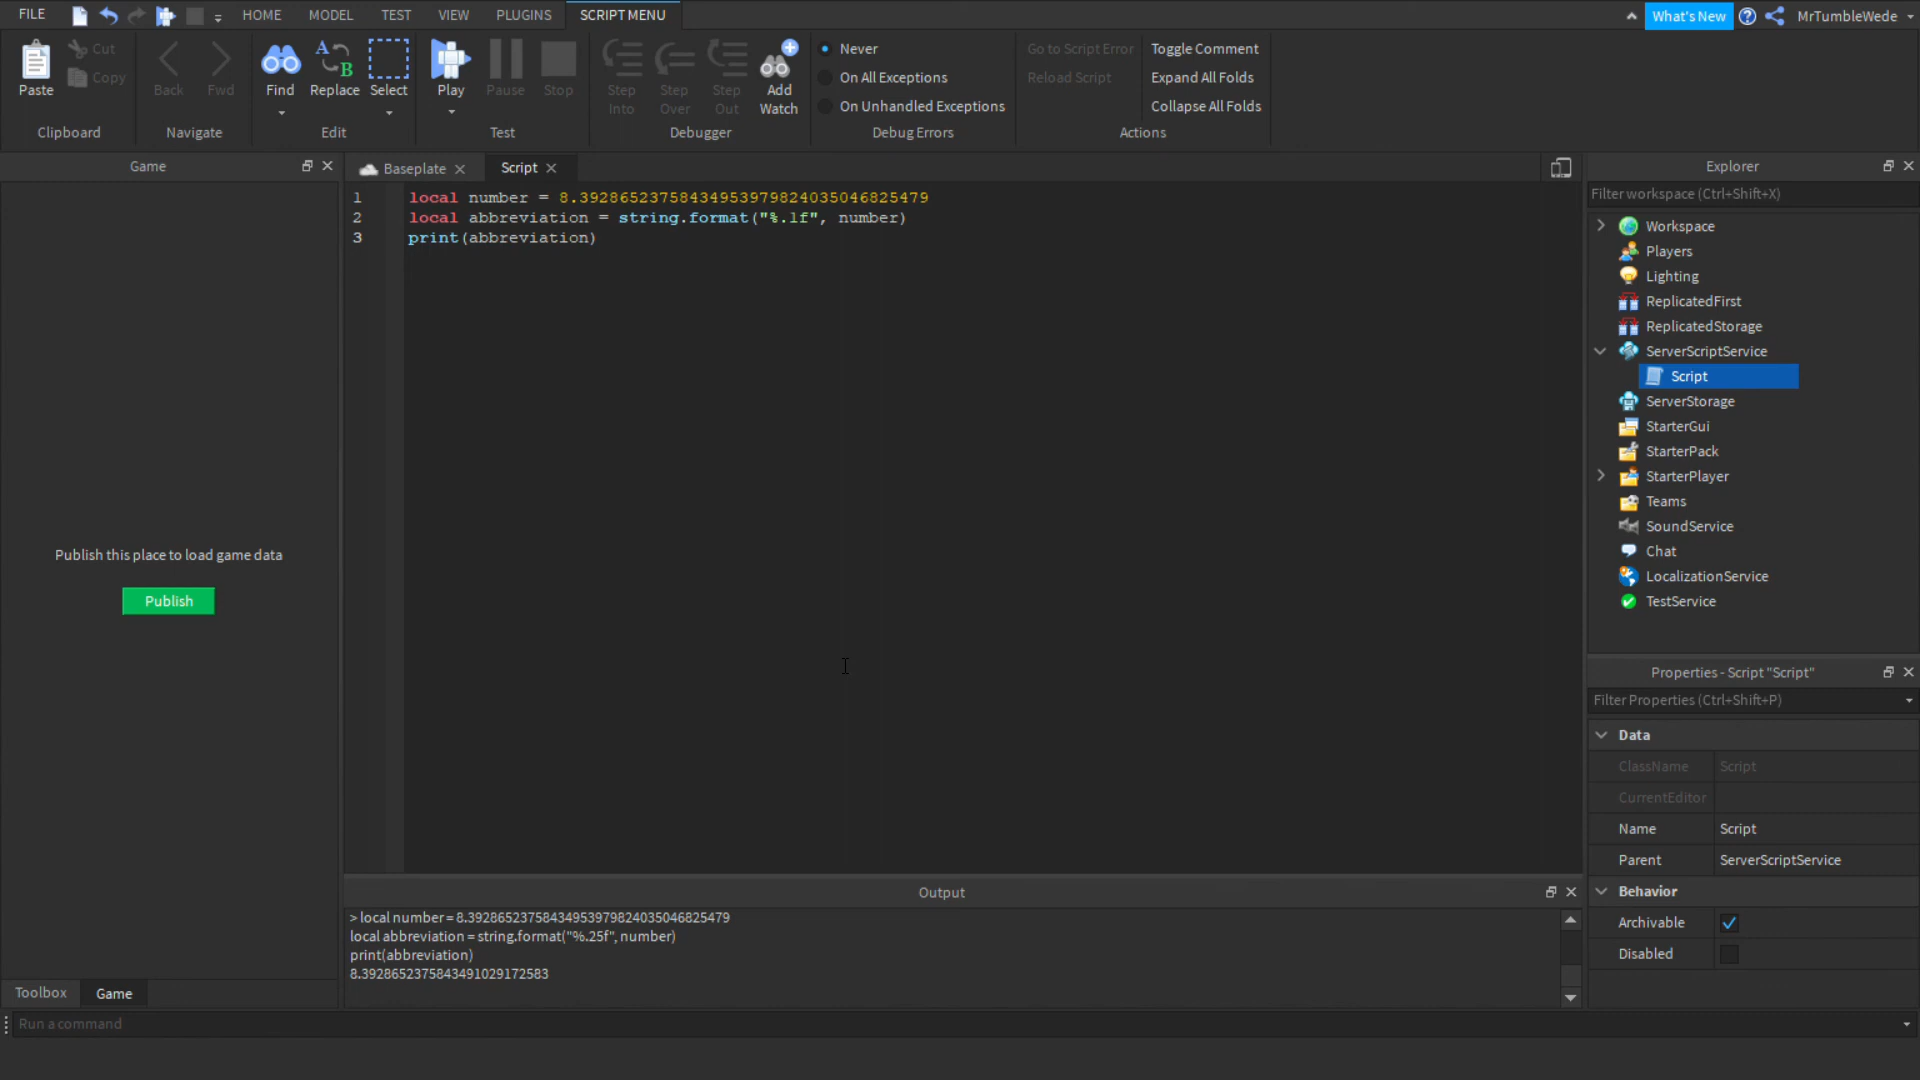 FILE HOME MODEL TEST VIEW PLUGINS SCRIPT MENU What's New MrTumbleWede
Paste Cut Copy Clipboard
Back Fwd Navigate
Find Replace Select Edit
Play Pause Stop Test
Step Into Step Over Step Out Add Watch Debugger
Never
On All Exceptions
On Unhandled Exceptions
Debug Errors
Go to Script Error
Reload Script
Toggle Comment
Expand All Folds
Collapse All Folds
Actions
Game
Publish this place to load game data
Publish
Toolbox Game
Baseplate Script
1 local number = 8.3928652375843495397982403504682547​9
2 local abbreviation = string.format("%.1f", number)
3 print(abbreviation)
Output
> local number = 8.39286523758434953979824035046825479
local abbreviation = string.format("%.25f", number)
print(abbreviation)
8.3928652375843491029172583
Run a command
Explorer
Filter workspace (Ctrl+Shift+X)
Workspace
Players
Lighting
ReplicatedFirst
ReplicatedStorage
ServerScriptService
Script
ServerStorage
StarterGui
StarterPack
StarterPlayer
Teams
SoundService
Chat
LocalizationService
TestService
Properties - Script "Script"
Filter Properties (Ctrl+Shift+P)
Data
ClassName Script
CurrentEditor
Name Script
Parent ServerScriptService
Behavior
Archivable
Disabled